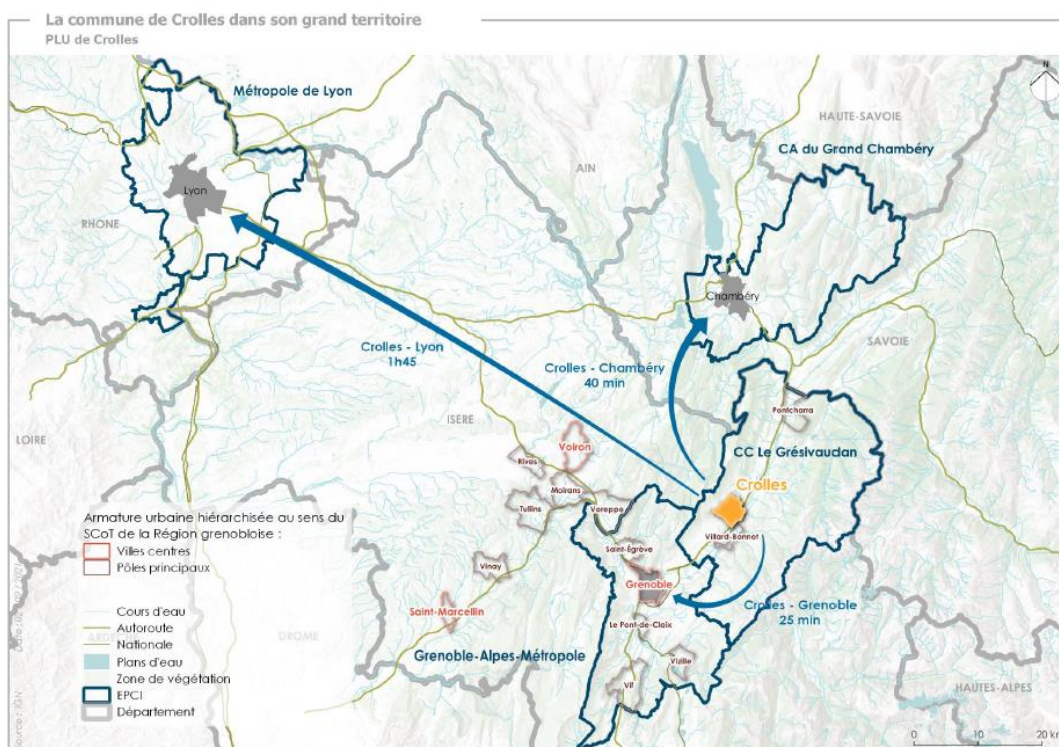 La commune de Crolles dans son grand territoire
PLU de Crolles
N
Métropole de Lyon
HAUTE-SAVOIE
CA du Grand Chambéry
AIN
Lyon
RHONE
Chambéry
SAVOIE
Crolles - Lyon
1h45
Crolles - Chambéry
40 min
Pontcharra
ISERE
LOIRE
Voiron
CC Le Grésivaudan
Rives
Moirans
Crolles
Tullins
Voreppe
Villard-Bonnot
Saint-Égrève
Vinay
Grenoble
Saint-Marcellin
Crolles - Grenoble
25 min
Le Pont-de-Claix
Grenoble-Alpes-Métropole
Vizille
Vif
HAUTES-ALPES
DROME
Armature urbaine hiérarchisée au sens du
SCoT de la Région grenobloise :
Villes centres
Pôles principaux
Cours d'eau
Autoroute
Nationale
Plans d'eau
Zone de végétation
EPCI
Département
Source : IGN
0 10 20 km